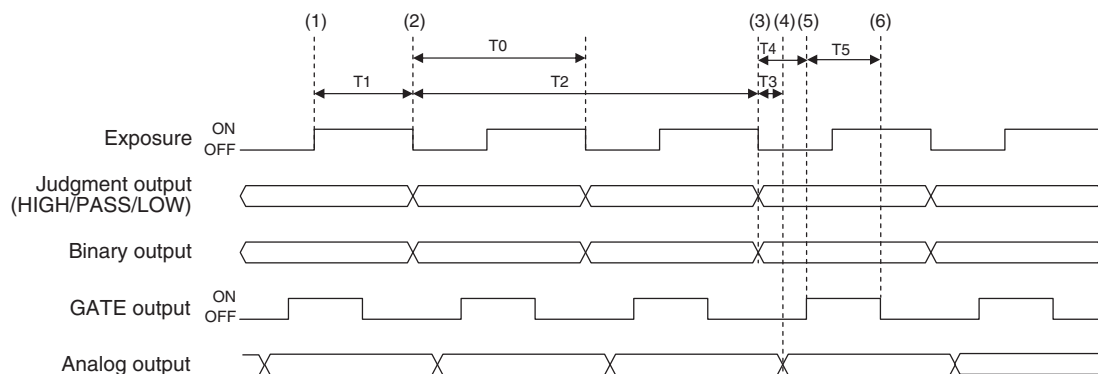 (1) (2) (3) (4) (5) (6)
T0 T4 T5
T1 T2 T3
Exposure ON
OFF
Judgment output
(HIGH/PASS/LOW)
Binary output
GATE output ON
OFF
Analog output